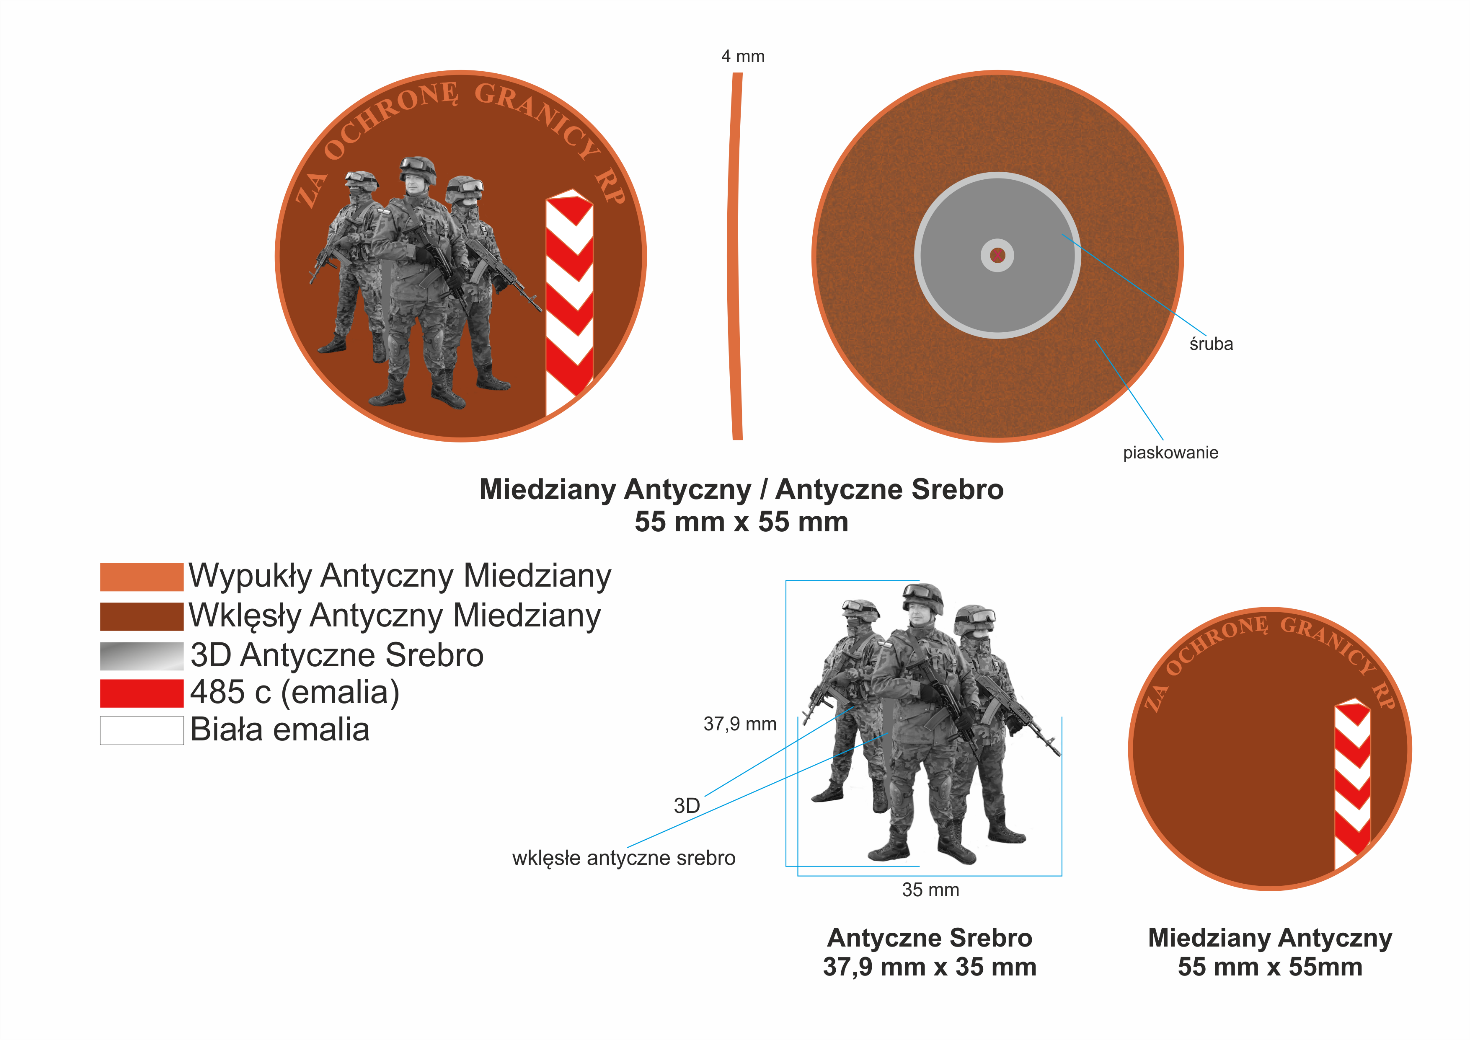 4 mm
ZA OCHRONĘ GRANICY RP
śruba
piaskowanie
Miedziany Antyczny / Antyczne Srebro
55 mm x 55 mm
Wypukły Antyczny Miedziany
Wklęsły Antyczny Miedziany
3D Antyczne Srebro
485 c (emalia)
Biała emalia
37,9 mm
3D
wklęsłe antyczne srebro
35 mm
ZA OCHRONĘ GRANICY RP
Antyczne Srebro
37,9 mm x 35 mm
Miedziany Antyczny
55 mm x 55mm